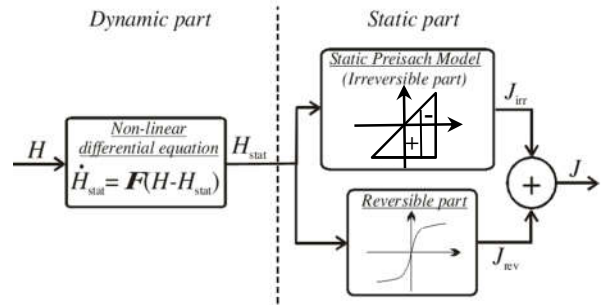 Dynamic part
Static part
Static Preisach Model
(Irreversible part)
-
+
J_irr
H
Non-linear
differential equation
Ḣ_stat = F(H-H_stat)
H_stat
+
J
Reversible part
J_rev